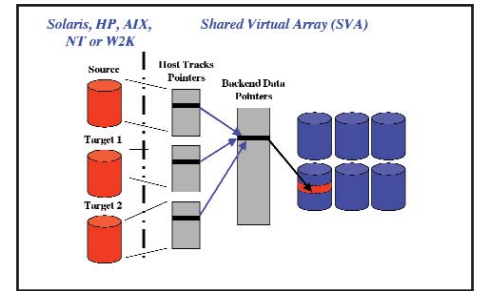 Solaris, HP, AIX,
NT or W2K
Shared Virtual Array (SVA)
Source
Host Tracks
Pointers
Backend Data
Pointers
Target 1
Target 2